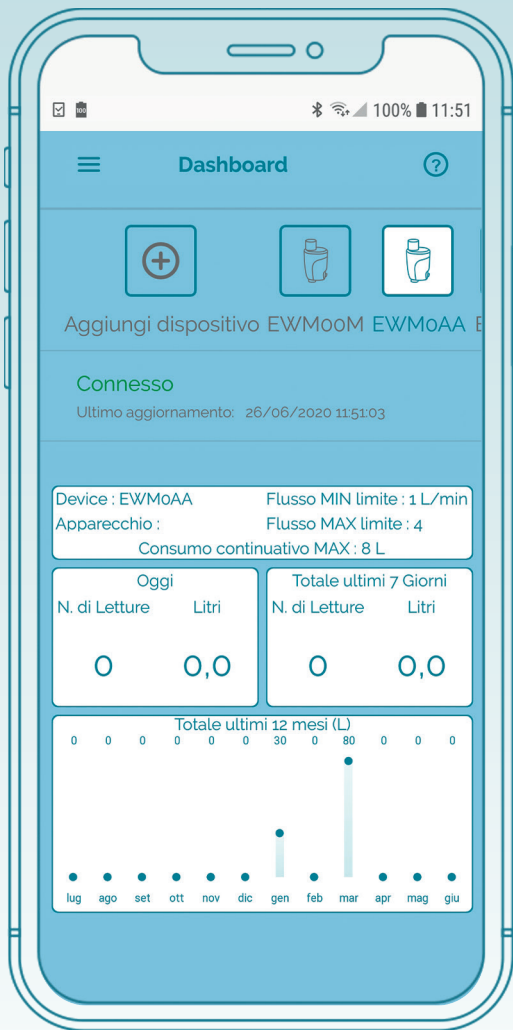 100
100% 11:51
Dashboard
Aggiungi dispositivo EWM00M EWM0AA E
Connesso
Ultimo aggiornamento: 26/06/2020 11:51:03
Device : EWM0AA Flusso MIN limite : 1 L/min
Apparecchio : Flusso MAX limite : 4
Consumo continuativo MAX : 8 L
Oggi Totale ultimi 7 Giorni
N. di Letture Litri N. di Letture Litri
0 0,0 0 0,0
Totale ultimi 12 mesi (L)
0 0 0 0 0 0 30 0 80 0 0 0
lug ago set ott nov dic gen feb mar apr mag giu